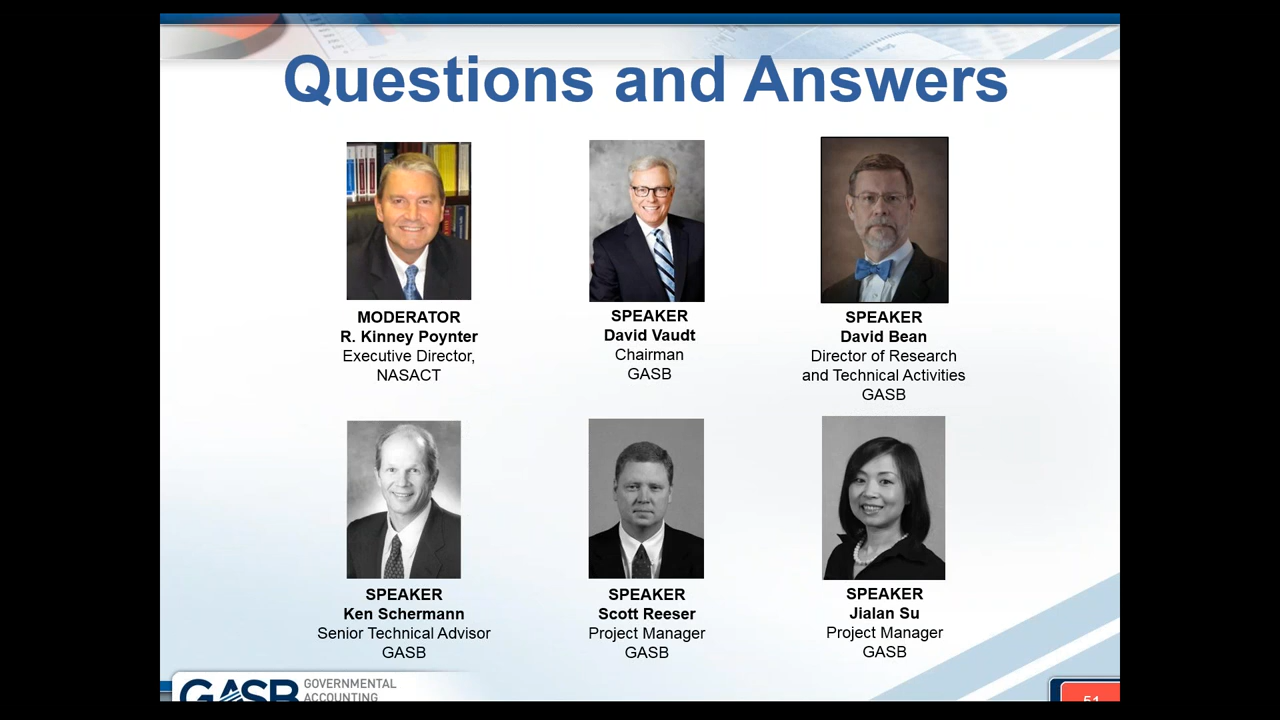 Questions and Answers
MODERATOR
R. Kinney Poynter
Executive Director,
NASACT
SPEAKER
David Vaudt
Chairman
GASB
SPEAKER
David Bean
Director of Research
and Technical Activities
GASB
SPEAKER
Ken Schermann
Senior Technical Advisor
GASB
SPEAKER
Scott Reeser
Project Manager
GASB
SPEAKER
Jialan Su
Project Manager
GASB
GASB
GOVERNMENTAL
ACCOUNTING
51